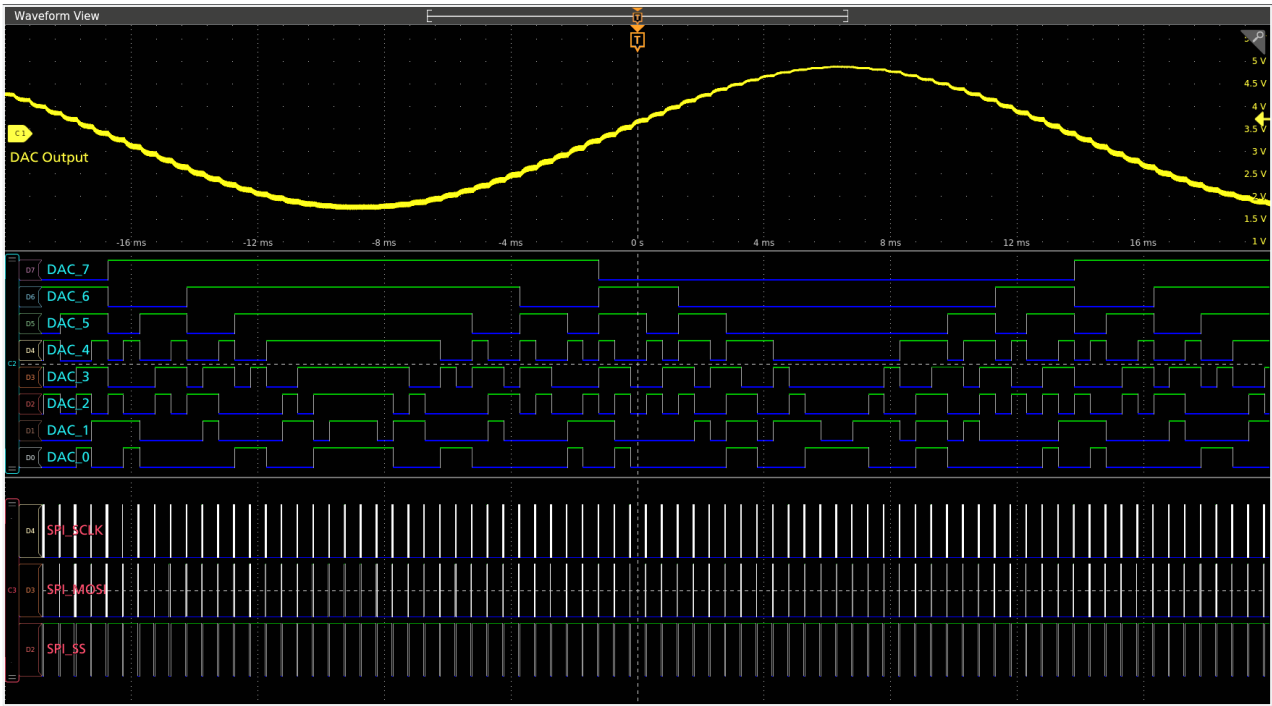 Waveform View
T
T
5 V
4.5 V
4 V
C 1
3.5 V
DAC Output
3 V
2.5 V
2 V
1.5 V
-16 ms -12 ms -8 ms -4 ms 0 s 4 ms 8 ms 12 ms 16 ms 1 V
D7 DAC_7
D6 DAC_6
D5 DAC_5
D4 DAC_4
C2
D3 DAC_3
D2 DAC_2
D1 DAC_1
D0 DAC_0
D4 SPI_SCLK
C3 D3 SPI_MOSI
D2 SPI_SS